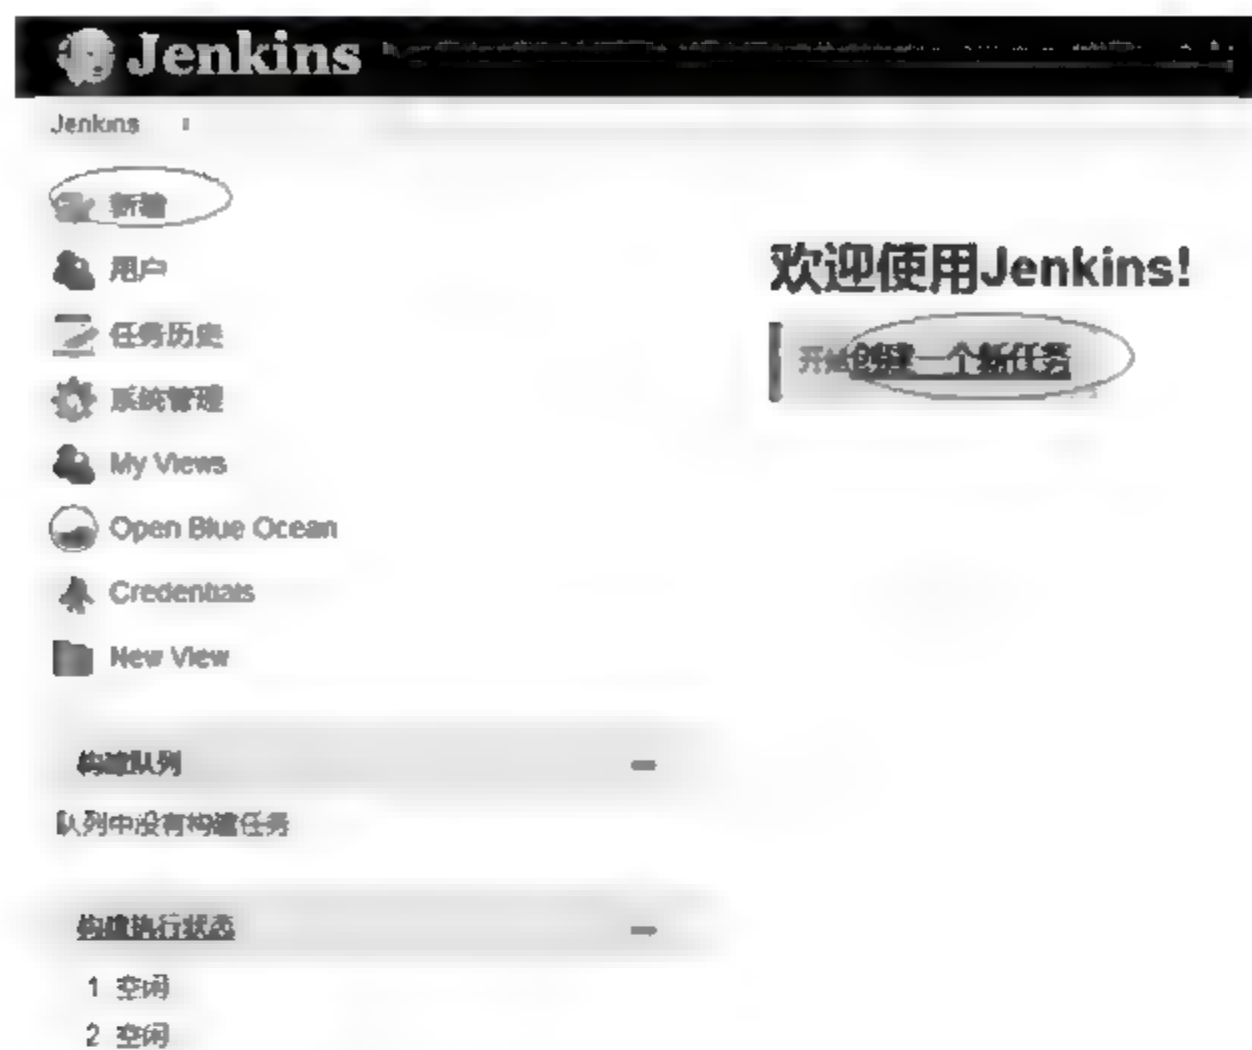 Jenkins
Jenkins
新建
用户
任务历史
系统管理
My Views
Open Blue Ocean
Credentials
New View
构建队列
队列中没有构建任务
构建执行状态
1 空闲
2 空闲
欢迎使用Jenkins!
开始创建一个新任务